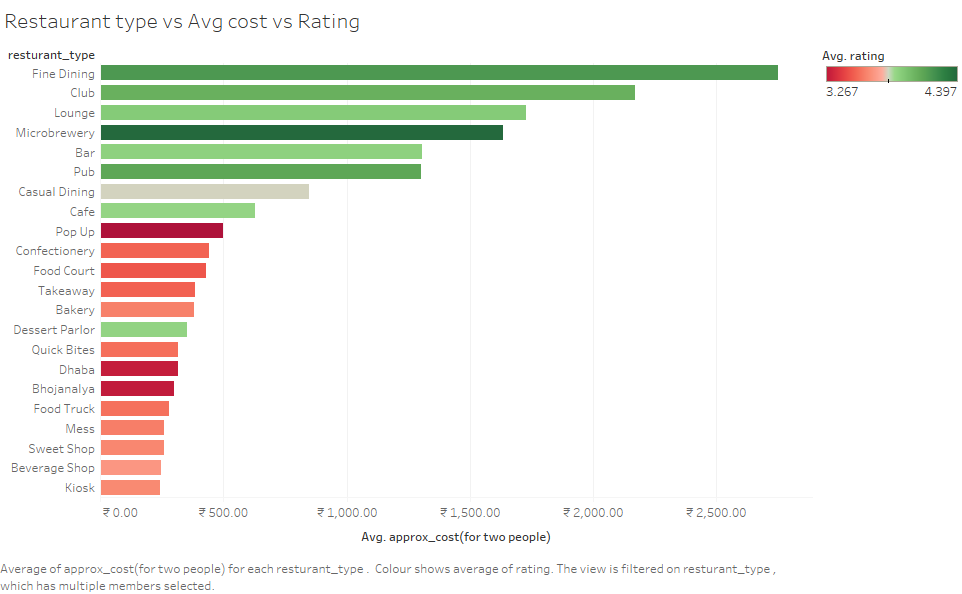 Restaurant type vs Avg cost vs Rating
resturant_type
Fine Dining
Club
Lounge
Microbrewery
Bar
Pub
Casual Dining
Cafe
Pop Up
Confectionery
Food Court
Takeaway
Bakery
Dessert Parlor
Quick Bites
Dhaba
Bhojanalya
Food Truck
Mess
Sweet Shop
Beverage Shop
Kiosk
₹ 0.00 ₹ 500.00 ₹ 1,000.00 ₹ 1,500.00 ₹ 2,000.00 ₹ 2,500.00
Avg. approx_cost(for two people)
Avg. rating
3.267 4.397
Average of approx_cost(for two people) for each resturant_type . Colour shows average of rating. The view is filtered on resturant_type ,
which has multiple members selected.